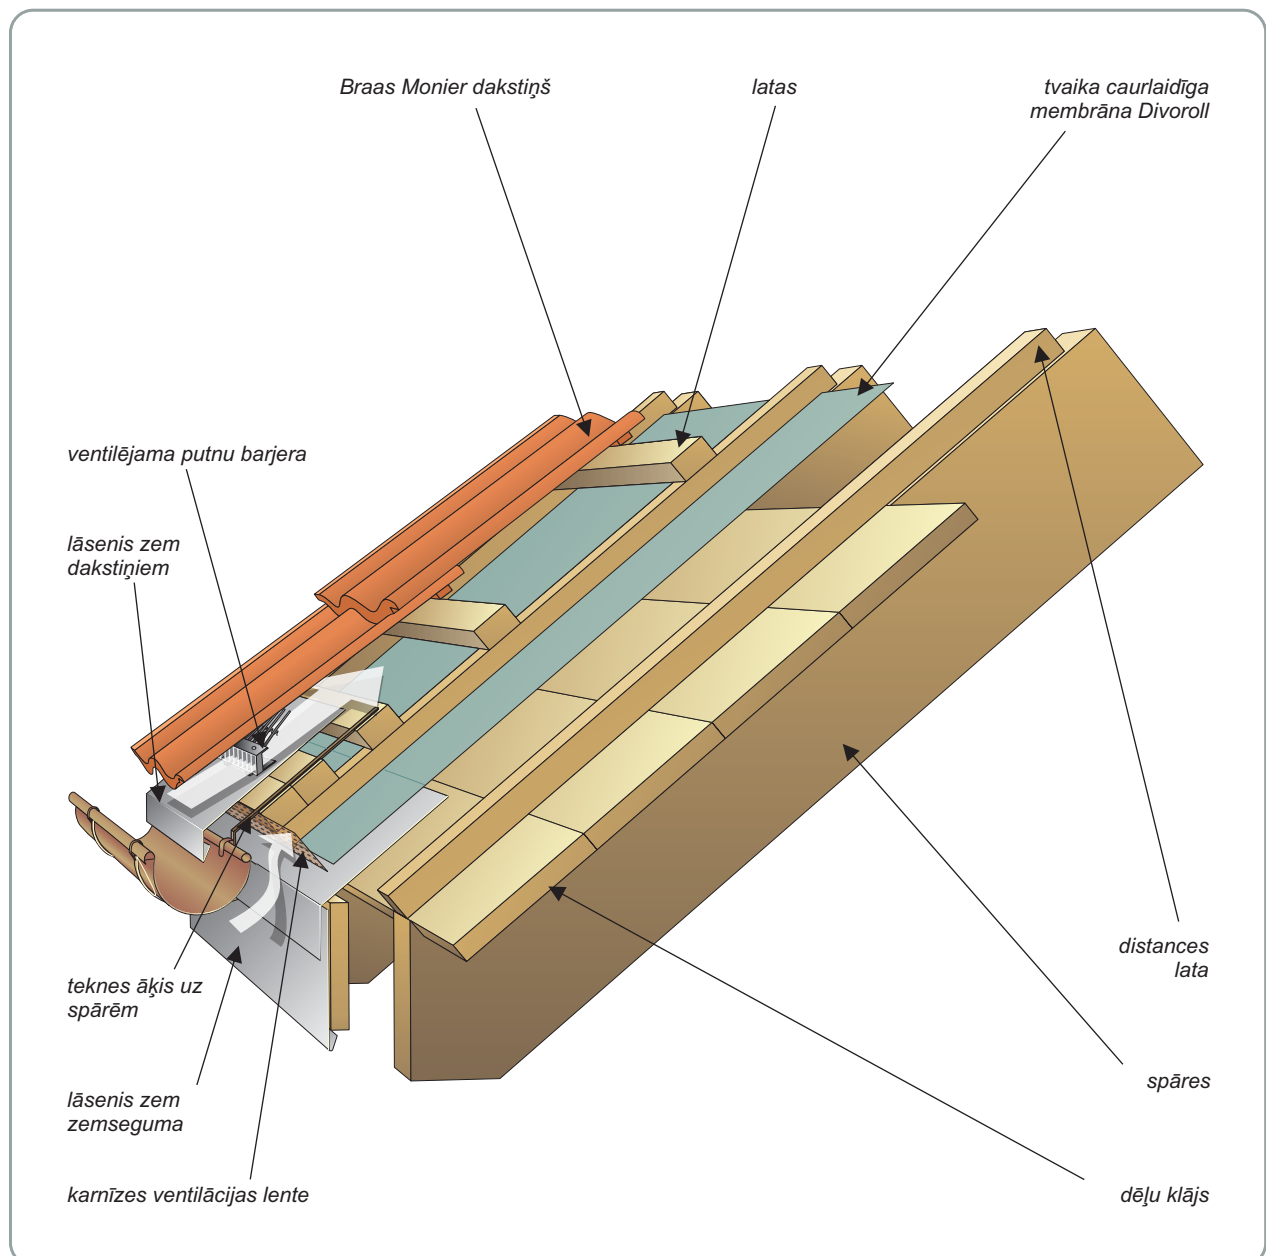 Braas Monier dakstiņš
latas
tvaika caurlaidīga
membrāna Divoroll
ventilējama putnu barjera
lāsenis zem
dakstiņiem
teknes āķis uz
spārēm
distances
lata
lāsenis zem
zemseguma
spāres
karnīzes ventilācijas lente
dēļu klājs